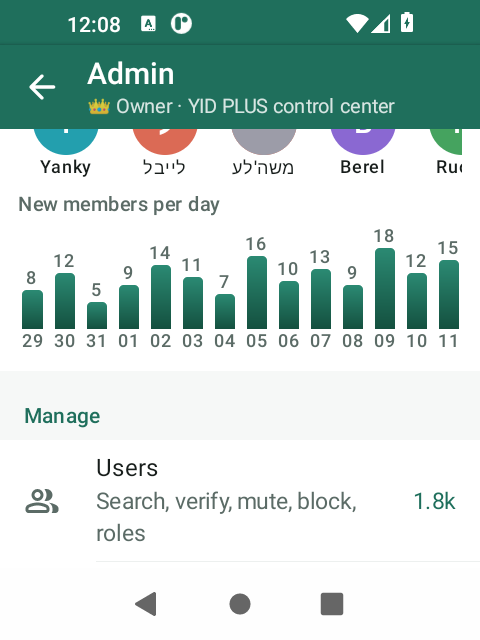 12:08
Admin
👑 Owner · YID PLUS control center
Yanky לייבל משה'לע Berel
New members per day
8 12 5 9 14 11 7 16 10 13 9 18 12 15
29 30 31 01 02 03 04 05 06 07 08 09 10 11
Manage
Users
Search, verify, mute, block,
roles
1.8k